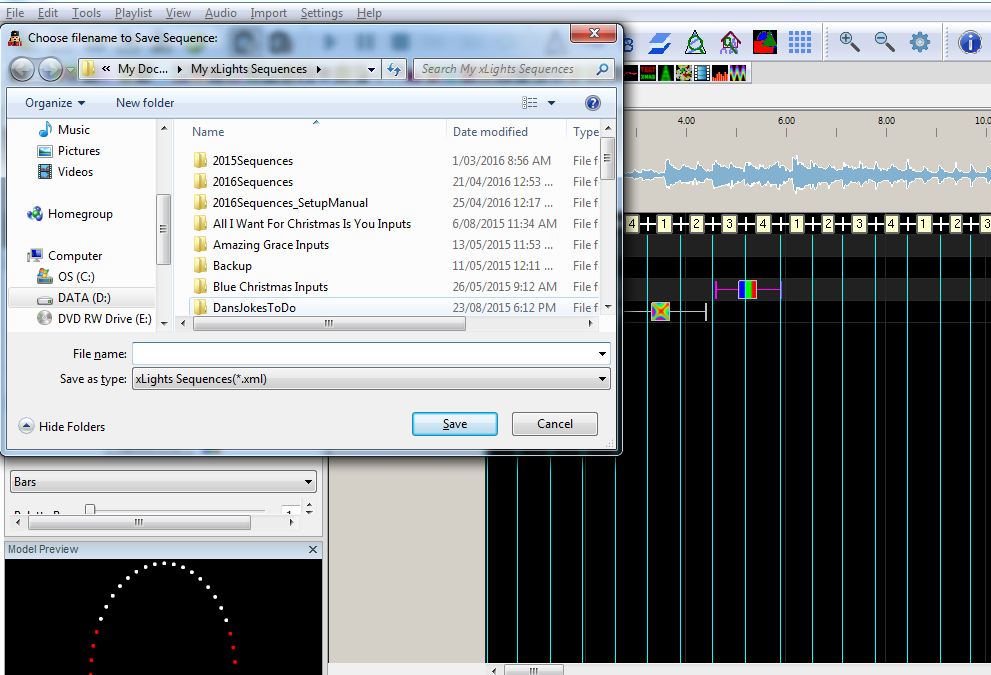 File Edit Tools Playlist View Audio Import Settings Help
Choose filename to Save Sequence:
« My Doc... My xLights Sequences Search My xLights Sequences
Organize New folder
Music
Pictures
Videos
Homegroup
Computer
OS (C:)
DATA (D:)
DVD RW Drive (E:)
Name Date modified Type
2015Sequences 1/03/2016 8:56 AM File f
2016Sequences 21/04/2016 12:53 ... File f
2016Sequences_SetupManual 25/04/2016 12:17 ... File f
All I Want For Christmas Is You Inputs 6/08/2015 11:34 AM File f
Amazing Grace Inputs 13/05/2015 11:53 ... File f
Backup 11/05/2015 12:11 ... File f
Blue Christmas Inputs 26/05/2015 9:12 AM File f
DansJokesToDo 23/08/2015 6:12 PM File f
File name:
Save as type: xLights Sequences(*.xml)
Hide Folders Save Cancel
4.00 6.00 8.00 10.0
4 1 2 3 4 1 2 3 4 1 2 3
Bars
Model Preview